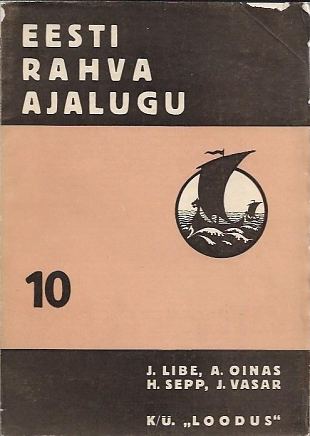 EESTI
RAHVA
AJALUGU
10
J. LIBE, A. OINAS
H. SEPP, J. VASAR
K/Ü. „LOODUS"